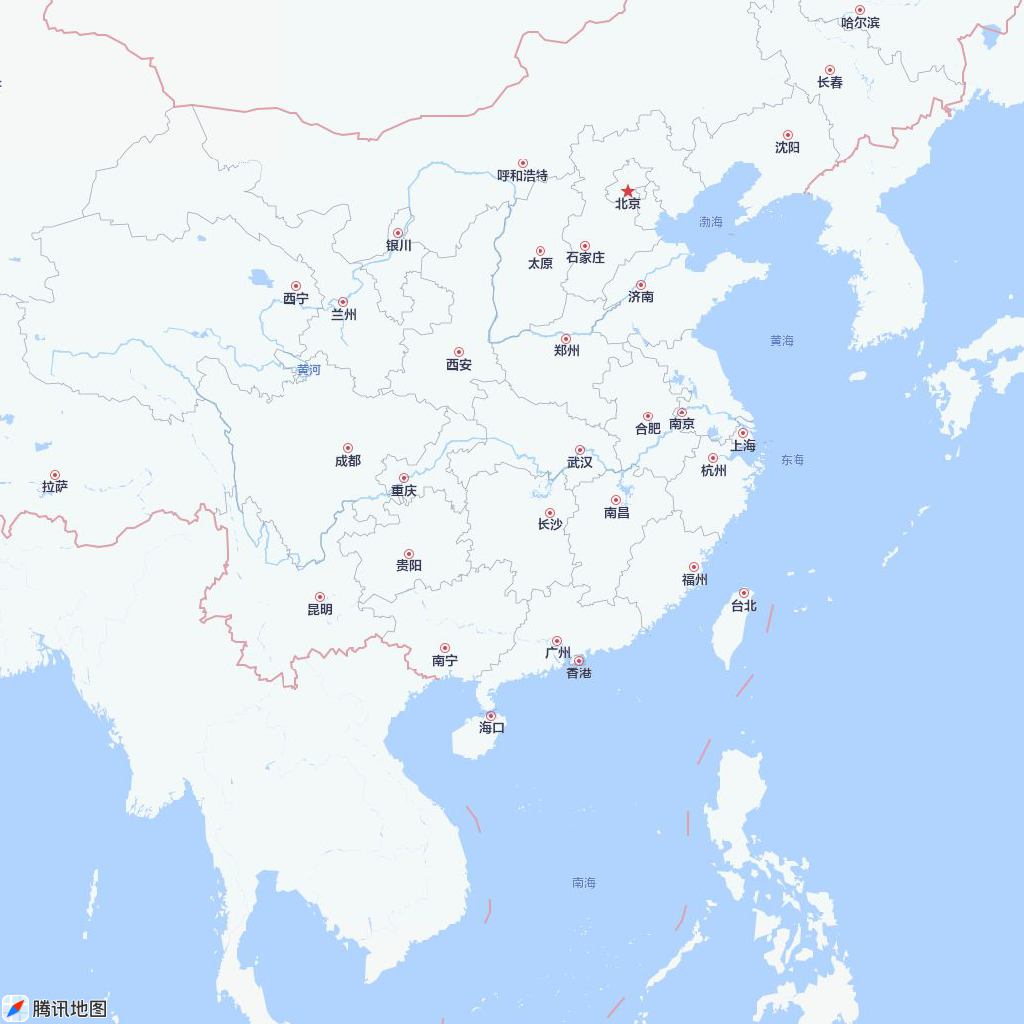 哈尔滨
长春
沈阳
呼和浩特
北京
渤海
银川
太原
石家庄
西宁
济南
兰州
黄海
郑州
西安
黄河
合肥
南京
上海
成都
武汉
杭州
东海
拉萨
重庆
南昌
长沙
贵阳
福州
昆明
台北
广州
南宁
香港
海口
南海
腾讯地图